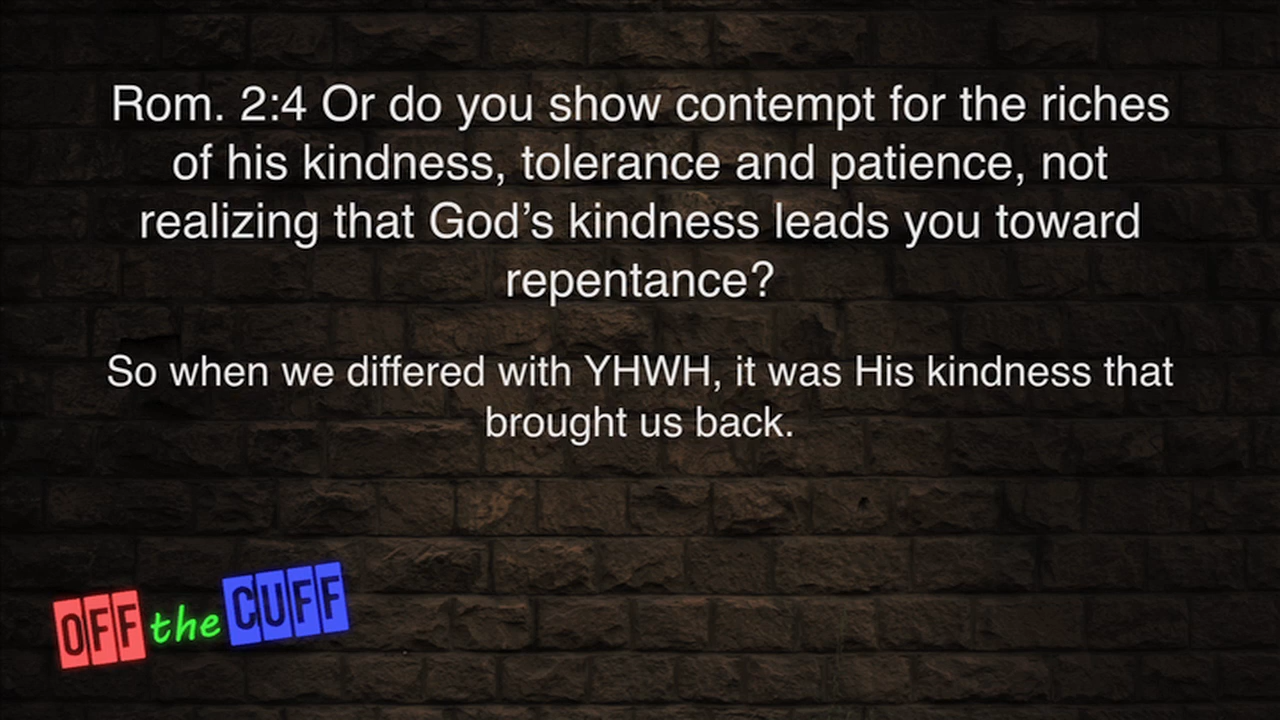 Rom. 2:4 Or do you show contempt for the riches
of his kindness, tolerance and patience, not
realizing that God’s kindness leads you toward
repentance?
So when we differed with YHWH, it was His kindness that
brought us back.
OFF the CUFF